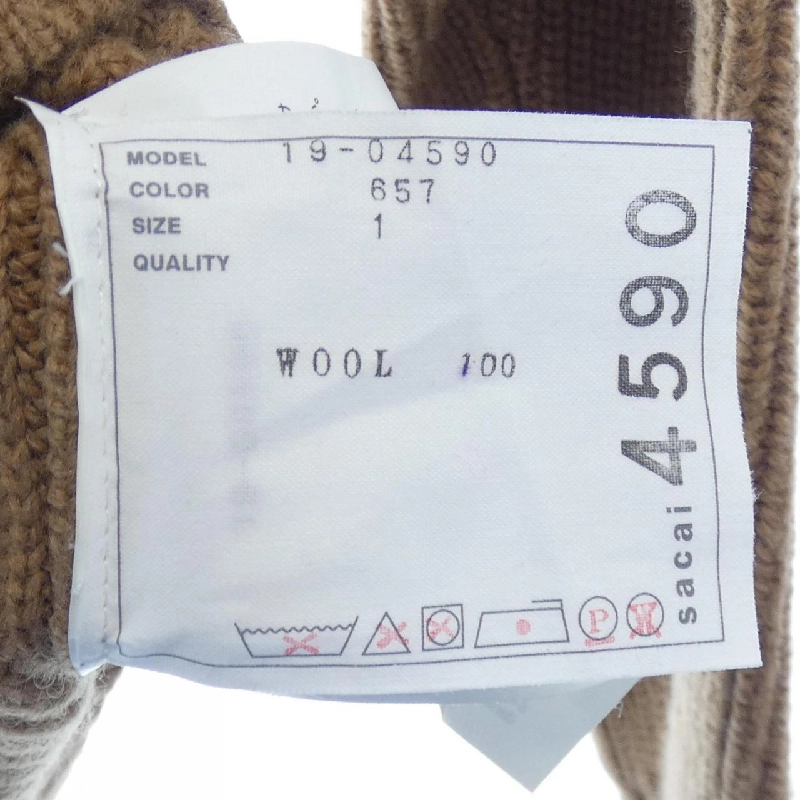 MODEL 19-04590
COLOR 657
SIZE 1
QUALITY
WOOL 100
P W
sacai 4590